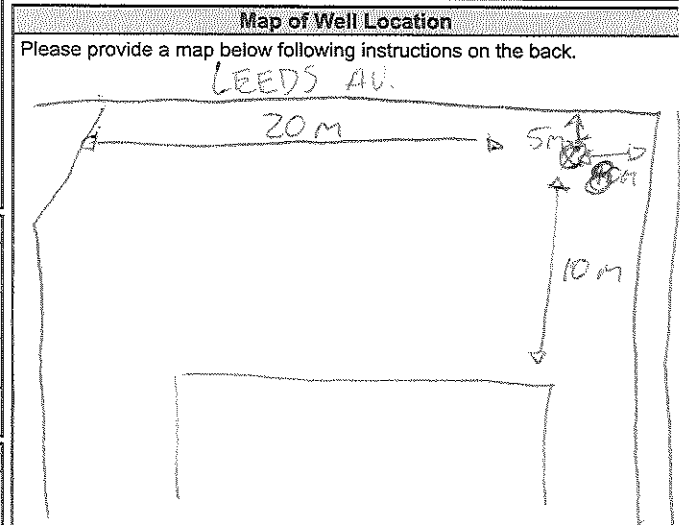 Map of Well Location
Please provide a map below following instructions on the back.
LEEDS AV.
20 M
5m
10 m